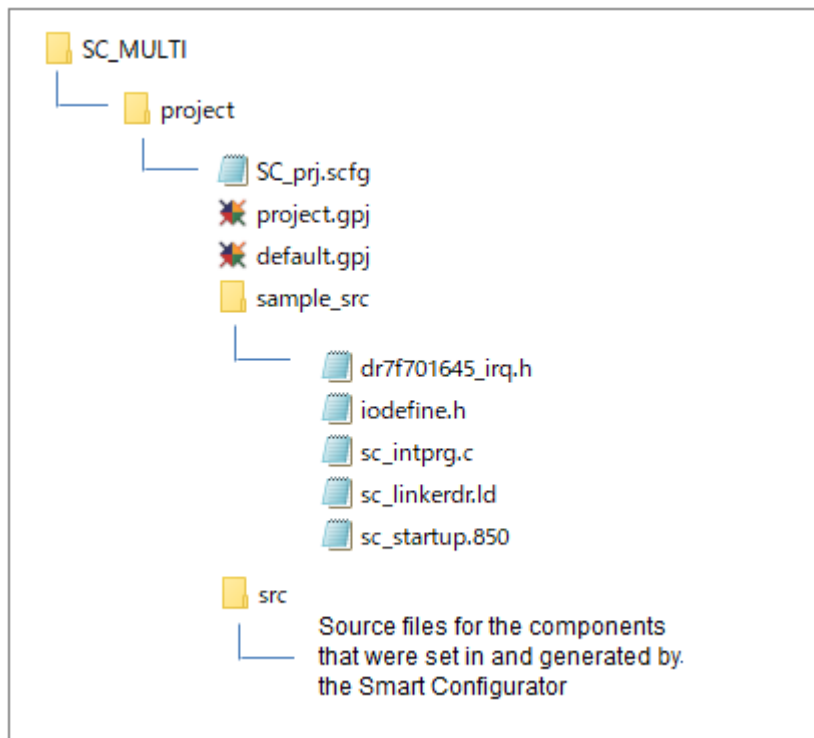 SC_MULTI
project
SC_prj.scfg
project.gpj
default.gpj
sample_src
dr7f701645_irq.h
iodefine.h
sc_intprg.c
sc_linkerdr.ld
sc_startup.850
src
Source files for the components
that were set in and generated by.
the Smart Configurator